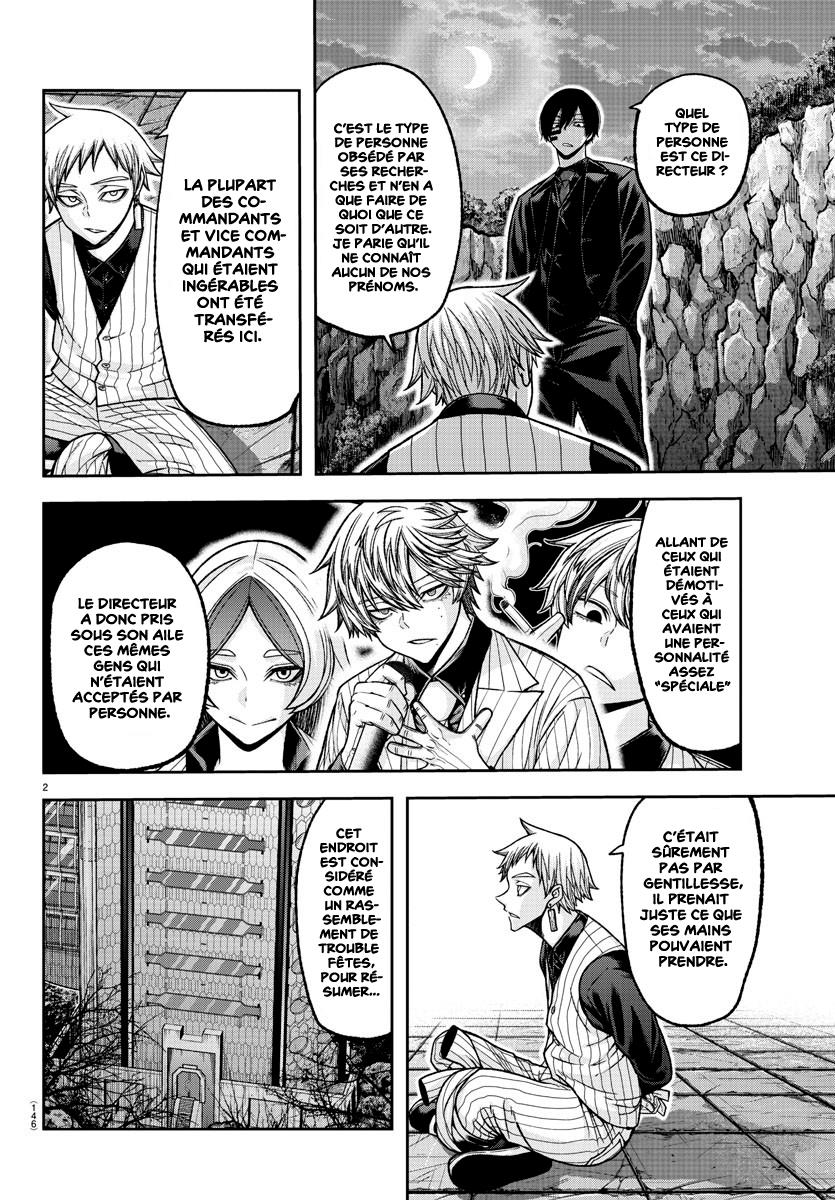 QUEL
TYPE DE
PERSONNE
EST CE DI-
RECTEUR ?
C'EST LE TYPE
DE PERSONNE
OBSÉDÉ PAR
SES RECHER-
CHES ET N'EN A
QUE FAIRE DE
QUOI QUE CE
SOIT D'AUTRE.
JE PARIE QU'IL
NE CONNAÎT
AUCUN DE NOS
PRÉNOMS.
LA PLUPART
DES CO-
MMANDANTS
ET VICE COM-
MANDANTS
QUI ÉTAIENT
INGÉRABLES
ONT ÉTÉ
TRANSFÉ-
RÉS ICI.
ALLANT DE
CEUX QUI
ÉTAIENT
DÉMOTI-
VÉS À
CEUX QUI
AVAIENT
UNE PER-
SONNALITÉ
ASSEZ
"SPÉCIALE"
LE DIRECTEUR
A DONC PRIS
SOUS SON AILE
CES MÊMES
GENS QUI
N'ÉTAIENT
ACCEPTÉS PAR
PERSONNE.
C'ÉTAIT
SÛREMENT
PAS PAR
GENTILLESSE,
IL PRENAIT
JUSTE CE QUE
SES MAINS
POUVAIENT
PRENDRE.
CET
ENDROIT
EST CONSI-
DÉRÉ
COMME
UN RAS-
SEMBLE-
MENT DE
TROUBLE
FÊTES,
POUR RÉ-
SUMER...
2
(146)